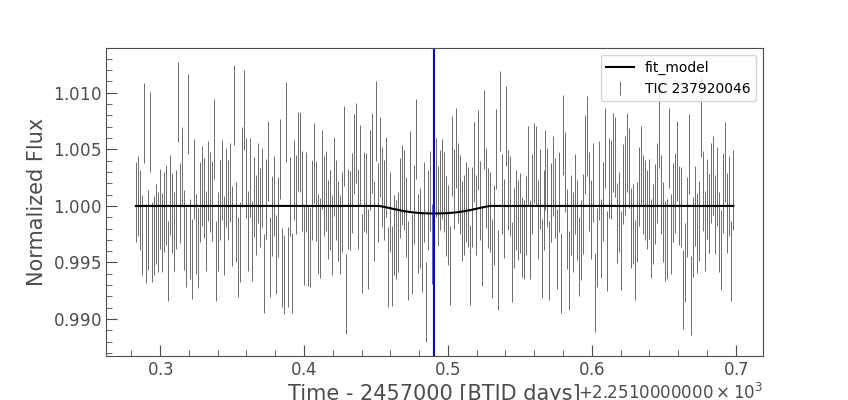 fit_model
TIC 237920046
1.010
1.005
1.000
0.995
0.990
Normalized Flux
0.3 0.4 0.5 0.6 0.7
Time - 2457000 [BTJD days]
+2.2510000000 × 10³